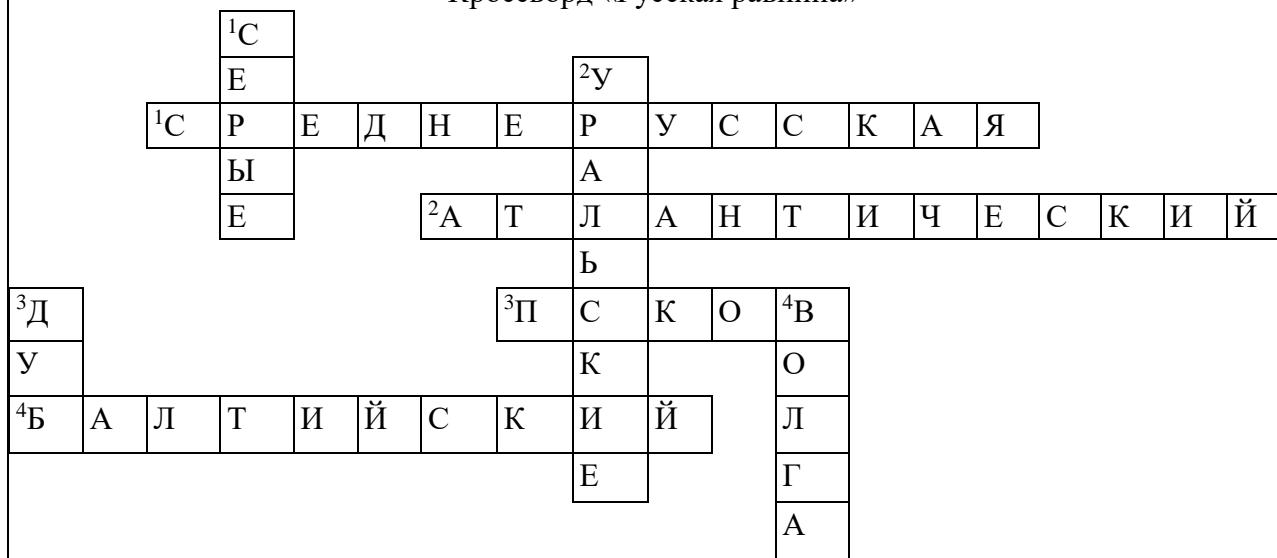 Кроссворд «Русская равнина»
¹С
Е ²У
¹С Р Е Д Н Е Р У С С К А Я
Ы А
Е ²А Т Л А Н Т И Ч Е С К И Й
Ь
³Д ³П С К О ⁴В
У К О
⁴Б А Л Т И Й С К И Й Л
Е Г
А